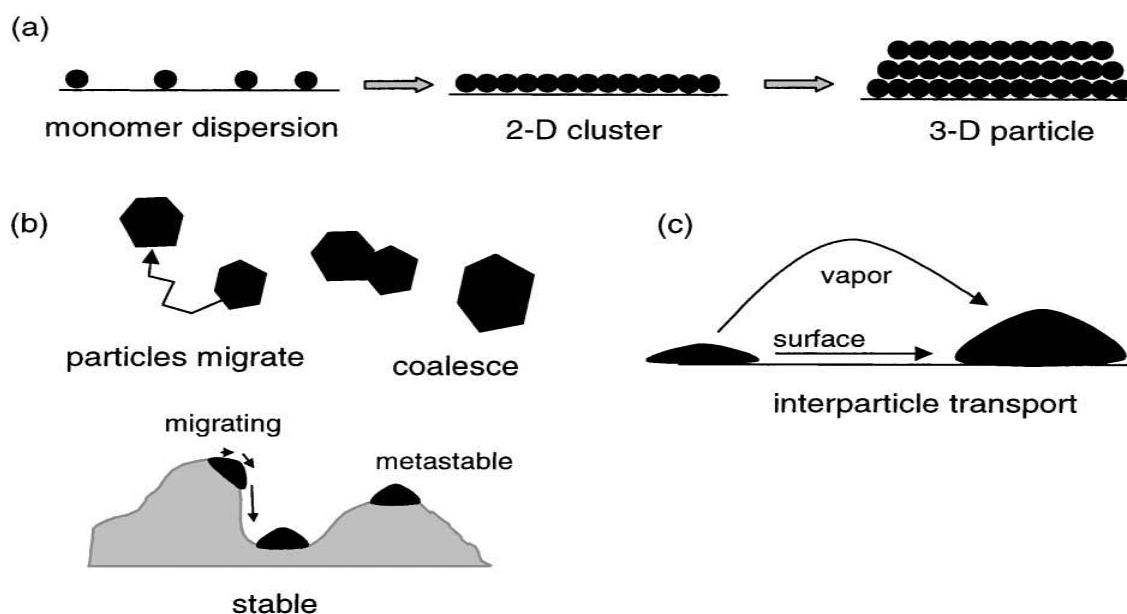 (a)
monomer dispersion
2-D cluster
3-D particle
(b)
particles migrate
coalesce
migrating
metastable
stable
(c)
vapor
surface
interparticle transport